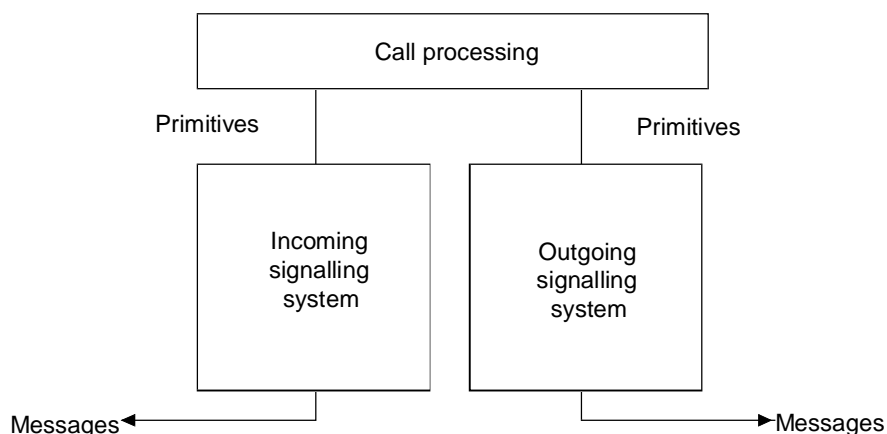 Call processing
Primitives
Primitives
Incoming
signalling
system
Outgoing
signalling
system
Messages
Messages